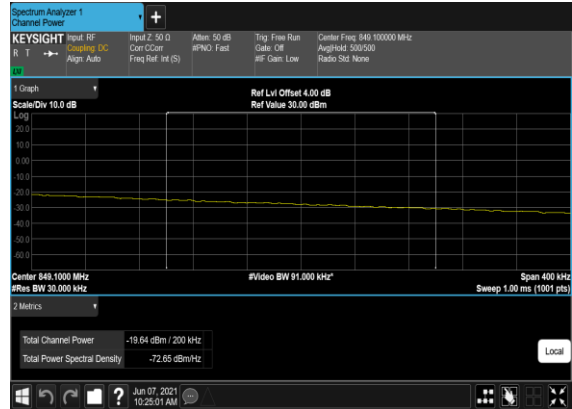 Spectrum Analyzer 1
Channel Power
+
KEYSIGHT Input: RF Input Z: 50 Ω Atten: 50 dB Trig: Free Run Center Freq: 849.100000 MHz
R T Coupling: DC Corr CCorr #PNO: Fast Gate: Off Avg|Hold: 500/500
Align: Auto Freq Ref: Int (S) #IF Gain: Low Radio Std: None
1 Graph
Ref Lvl Offset 4.00 dB
Scale/Div 10.0 dB Ref Value 30.00 dBm
Log
20.0
10.0
0.00
-10.0
-20.0
-30.0
-40.0
-50.0
-60.0
Center 849.1000 MHz #Video BW 91.000 kHz* Span 400 kHz
#Res BW 30.000 kHz Sweep 1.00 ms (1001 pts)
2 Metrics
Total Channel Power -19.64 dBm / 200 kHz
Total Power Spectral Density -72.65 dBm/Hz
Local
? Jun 07, 2021
10:25:01 AM